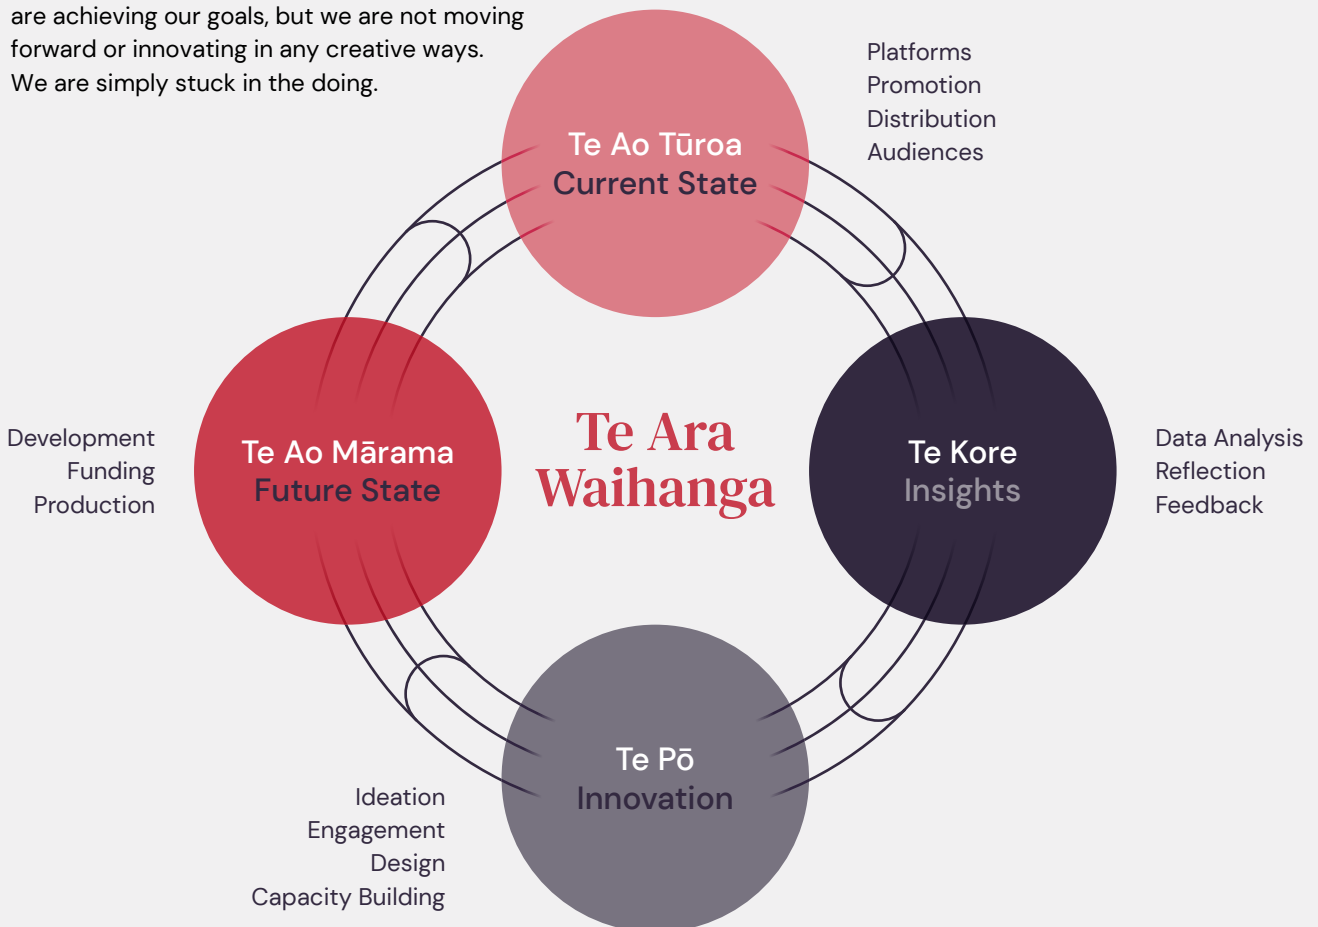 are achieving our goals, but we are not moving
forward or innovating in any creative ways.
We are simply stuck in the doing.
Te Ao Tūroa
Current State
Platforms
Promotion
Distribution
Audiences
Te Ara
Waihanga
Te Kore
Insights
Data Analysis
Reflection
Feedback
Te Pō
Innovation
Ideation
Engagement
Design
Capacity Building
Te Ao Mārama
Future State
Development
Funding
Production